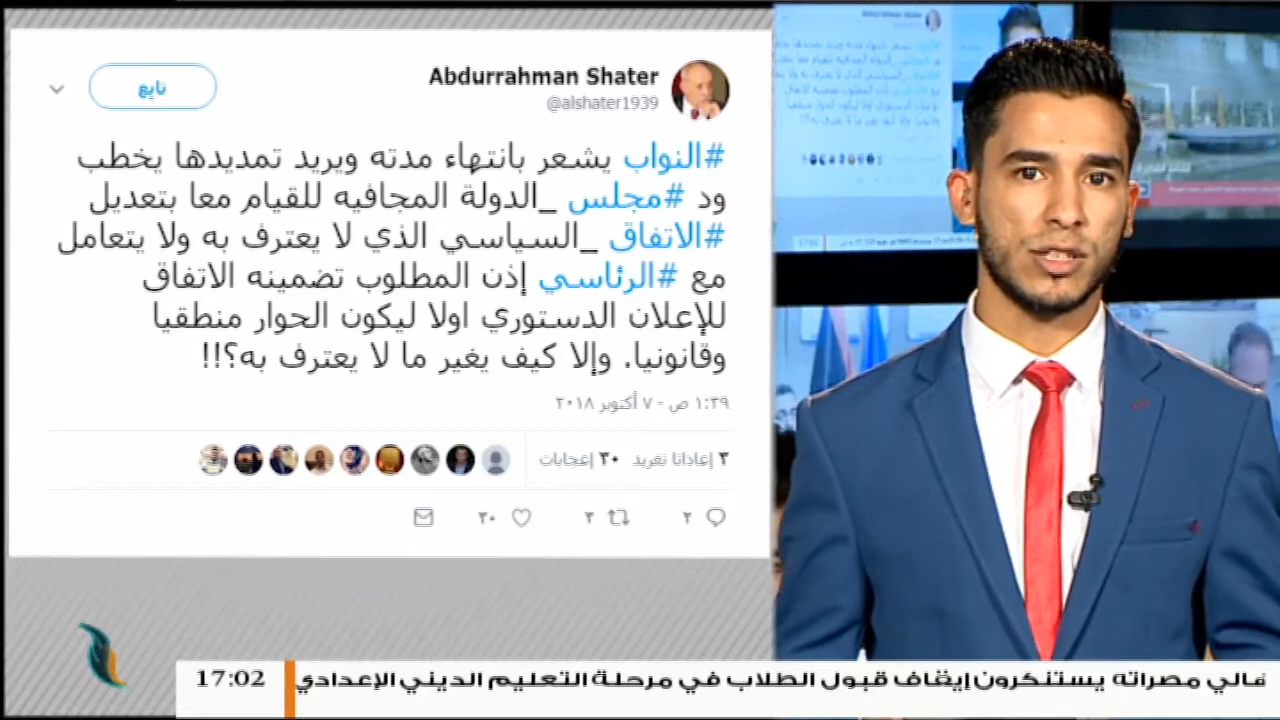 Abdurrahman Shater
@alshater1939
تابع
#النواب يشعر بانتهاء مدته ويريد تمديدها يخطب
ود #مجلس _الدولة المجافيه للقيام معا بتعديل
#الاتفاق _السياسي الذي لا يعترف به ولا يتعامل
مع #الرئاسي إذن المطلوب تضمينه الاتفاق
للإعلان الدستوري اولا ليكون الحوار منطقيا
وقانونيا. وإلا كيف يغير ما لا يعترف به؟!!
١:٣٩ ص - ٧ أكتوبر ٢٠١٨
٣ إعادات تغريد ٣٠ إعجابات
٢ ٣ ٣٠
17:02
مصراته يستنكرون إيقاف قبول الطلاب في مرحلة التعليم الديني الإعدادي